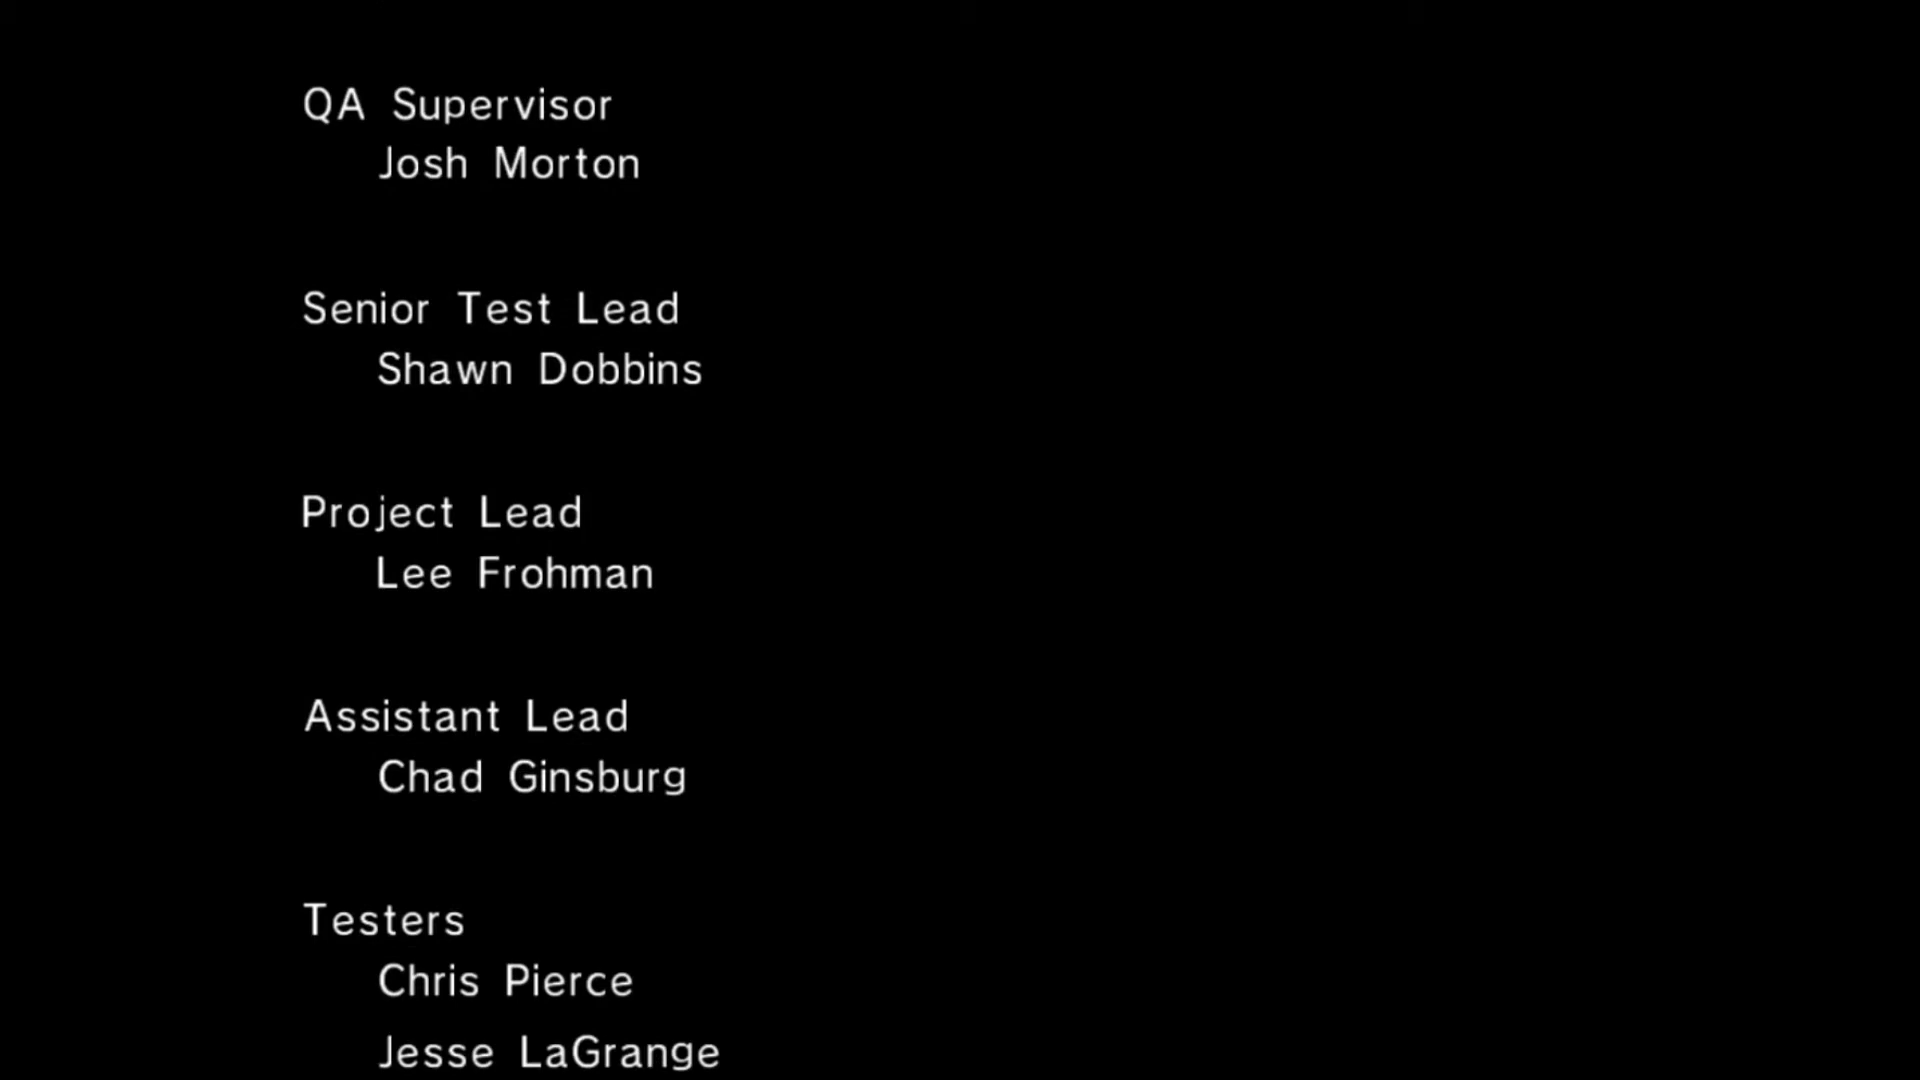 QA Supervisor
Josh Morton
Senior Test Lead
Shawn Dobbins
Project Lead
Lee Frohman
Assistant Lead
Chad Ginsburg
Testers
Chris Pierce
Jesse LaGrange